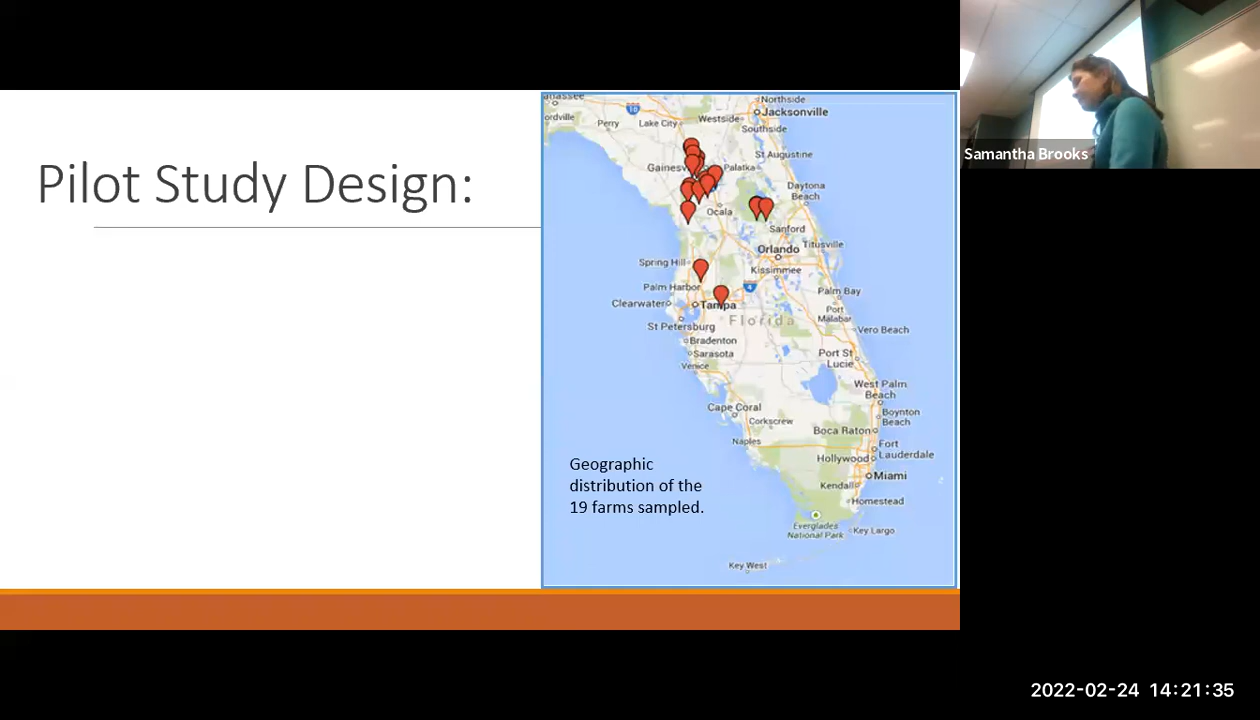 Pilot Study Design:
Northside
Jacksonville
Perry
Lake City
Westside
Southside
10
St Augustine
Palatka
Daytona
Beach
Ocala
Sanford
Titusville
Orlando
Spring Hill
Kissimmee
4
Palm Harbor
Clearwater
Tampa
Palm Bay
Port
Malabar
Florida
St Petersburg
Vero Beach
Bradenton
Sarasota
Venice
Port St
Lucie
West Palm
Beach
Cape Coral
Boynton
Beach
Corkscrew
Boca Raton
Naples
Fort
Lauderdale
Hollywood
Miami
Kendall
Homestead
Everglades
National Park
Key Largo
Key West
Geographic
distribution of the
19 farms sampled.
Samantha Brooks
2022-02-24 14:21:35